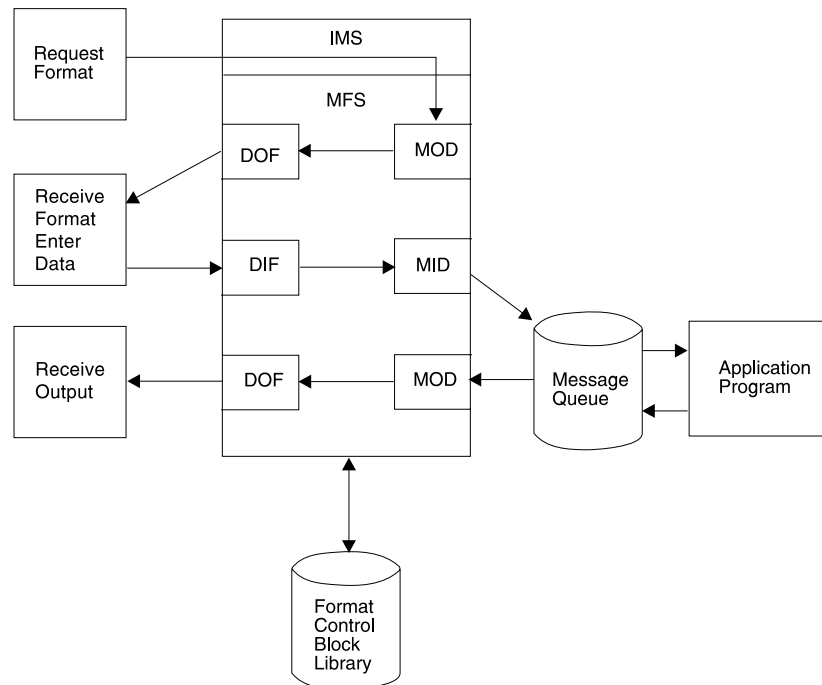 Request
Format
IMS
MFS
DOF
MOD
Receive
Format
Enter
Data
DIF
MID
Receive
Output
DOF
MOD
Message
Queue
Application
Program
Format
Control
Block
Library